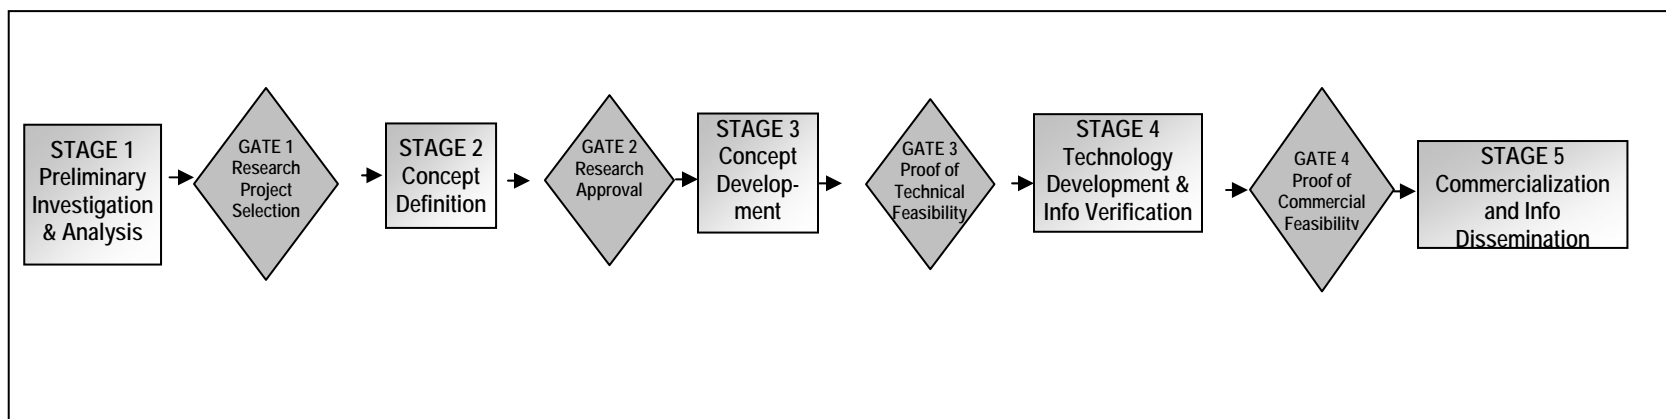 STAGE 1
Preliminary
Investigation
& Analysis
GATE 1
Research
Project
Selection
STAGE 2
Concept
Definition
GATE 2
Research
Approval
STAGE 3
Concept
Develop-
ment
GATE 3
Proof of
Technical
Feasibility
STAGE 4
Technology
Development &
Info Verification
GATE 4
Proof of
Commercial
Feasibility
STAGE 5
Commercialization
and Info
Dissemination